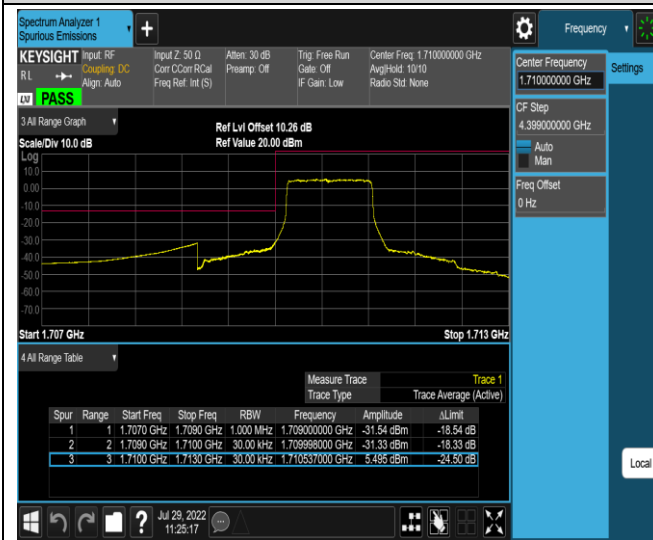 Spectrum Analyzer 1
Spurious Emissions
Frequency
KEYSIGHT
RL
Input: RF
Coupling: DC
Align: Auto
Input Z: 50 Ω
Corr CCorr RCal
Freq Ref: Int (S)
Atten: 30 dB
Preamp: Off
Trig: Free Run
Gate: Off
IF Gain: Low
Center Freq: 1.710000000 GHz
Avg|Hold: 10/10
Radio Std: None
PASS
Center Frequency
1.710000000 GHz
Settings
CF Step
4.399000000 GHz
Auto
Man
Freq Offset
0 Hz
3 All Range Graph
Scale/Div 10.0 dB
Ref Lvl Offset 10.26 dB
Ref Value 20.00 dBm
Log
10.0
0.00
-10.0
-20.0
-30.0
-40.0
-50.0
-60.0
-70.0
Start 1.707 GHz
Stop 1.713 GHz
4 All Range Table
Measure Trace Trace 1
Trace Type Trace Average (Active)
Spur Range Start Freq Stop Freq RBW Frequency Amplitude ΔLimit
1 1 1.7070 GHz 1.7090 GHz 1.000 MHz 1.709000000 GHz -31.54 dBm -18.54 dB
2 2 1.7090 GHz 1.7100 GHz 30.00 kHz 1.709998000 GHz -31.33 dBm -18.33 dB
3 3 1.7100 GHz 1.7130 GHz 30.00 kHz 1.710537000 GHz 5.495 dBm -24.50 dB
Local
?
Jul 29, 2022
11:25:17